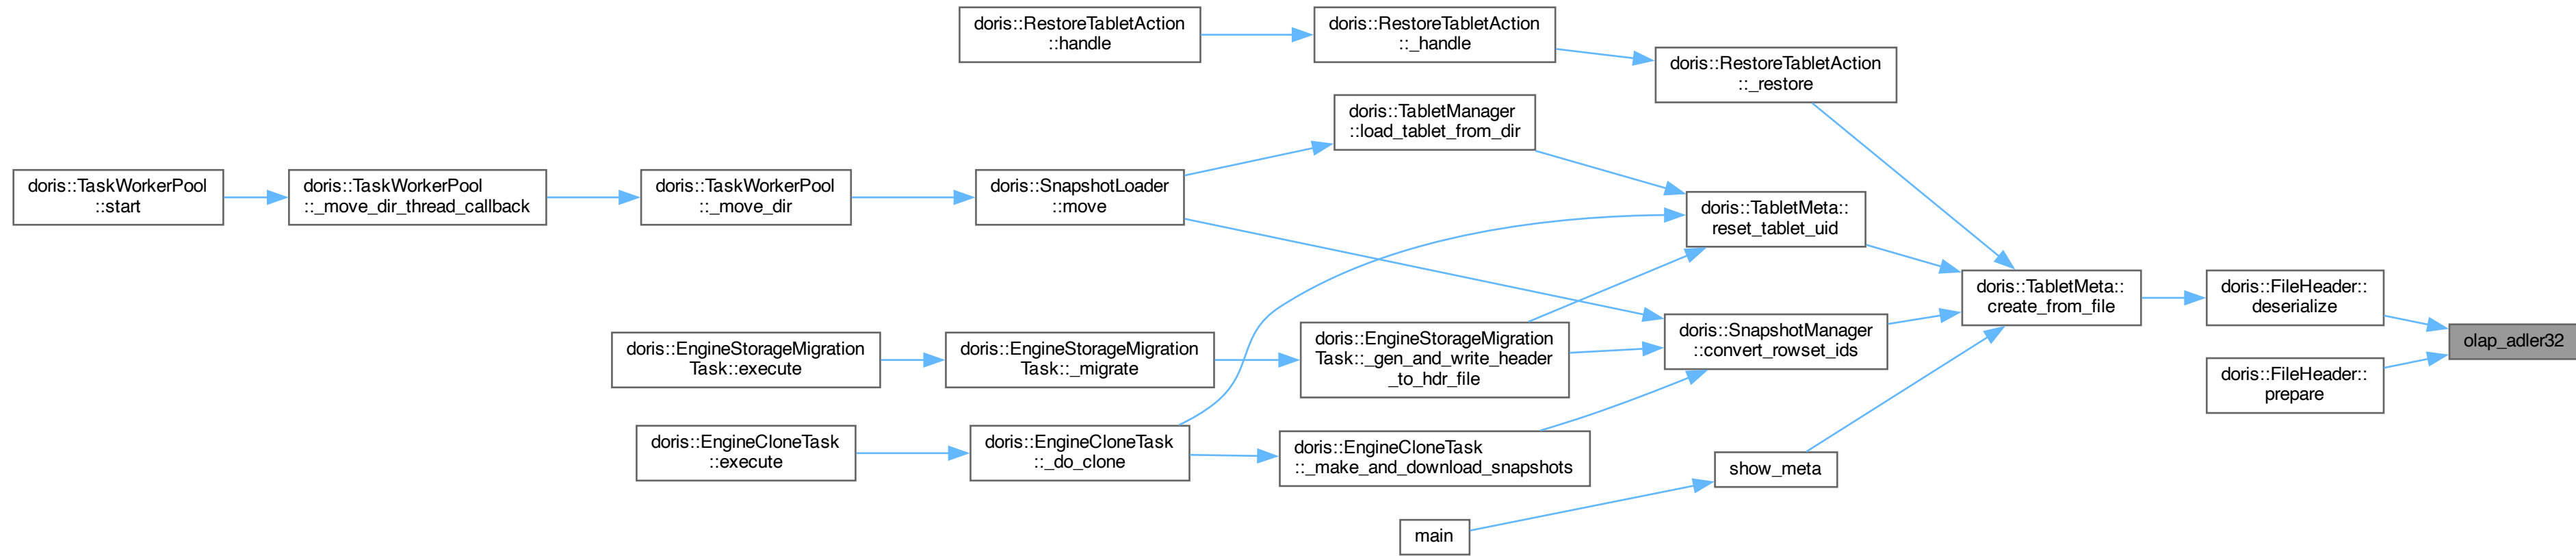 doris::RestoreTabletAction
::handle
doris::RestoreTabletAction
::_handle
doris::RestoreTabletAction
::_restore
doris::TabletManager
::load_tablet_from_dir
doris::TaskWorkerPool
::start
doris::TaskWorkerPool
::_move_dir_thread_callback
doris::TaskWorkerPool
::_move_dir
doris::SnapshotLoader
::move
doris::TabletMeta::
reset_tablet_uid
doris::TabletMeta::
create_from_file
doris::FileHeader::
deserialize
olap_adler32
doris::FileHeader::
prepare
doris::EngineStorageMigration
Task::execute
doris::EngineStorageMigration
Task::_migrate
doris::EngineStorageMigration
Task::_gen_and_write_header
_to_hdr_file
doris::SnapshotManager
::convert_rowset_ids
doris::EngineCloneTask
::execute
doris::EngineCloneTask
::_do_clone
doris::EngineCloneTask
::_make_and_download_snapshots
show_meta
main